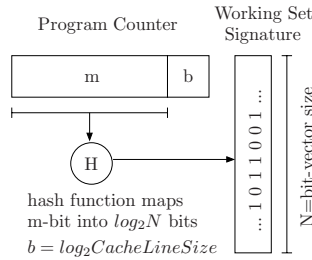 Program Counter
Working Set
Signature
m
b
H
... 1 0 1 1 0 0 1 ...
N=bit-vector size
hash function maps
m-bit into log₂N bits
b = log₂CacheLineSize